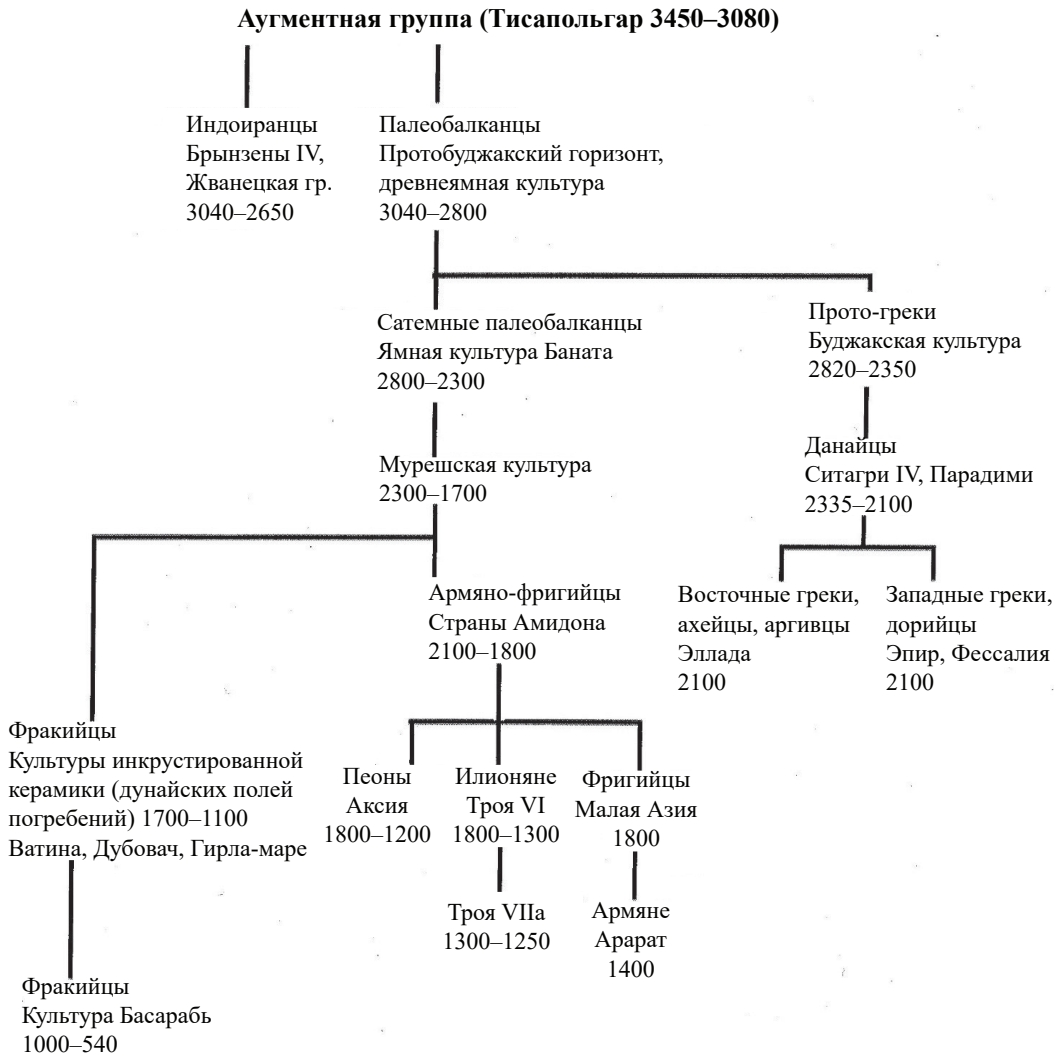 Аугментная группа (Тисапольгар 3450–3080)
Индоиранцы
Брынзены IV,
Жванецкая гр.
3040–2650
Палеобалканцы
Протобуджакский горизонт,
древнеямная культура
3040–2800
Сатемные палеобалканцы
Ямная культура Баната
2800–2300
Прото-греки
Буджакская культура
2820–2350
Мурешская культура
2300–1700
Данайцы
Ситагри IV, Парадими
2335–2100
Армяно-фригийцы
Страны Амидона
2100–1800
Восточные греки,
ахейцы, аргивцы
Эллада
2100
Западные греки,
дорийцы
Эпир, Фессалия
2100
Фракийцы
Культуры инкрустированной
керамики (дунайских полей
погребений) 1700–1100
Ватина, Дубовач, Гирла-маре
Пеоны
Аксия
1800–1200
Илионяне
Троя VI
1800–1300
Фригийцы
Малая Азия
1800
Троя VIIа
1300–1250
Армяне
Арарат
1400
Фракийцы
Культура Басарабь
1000–540